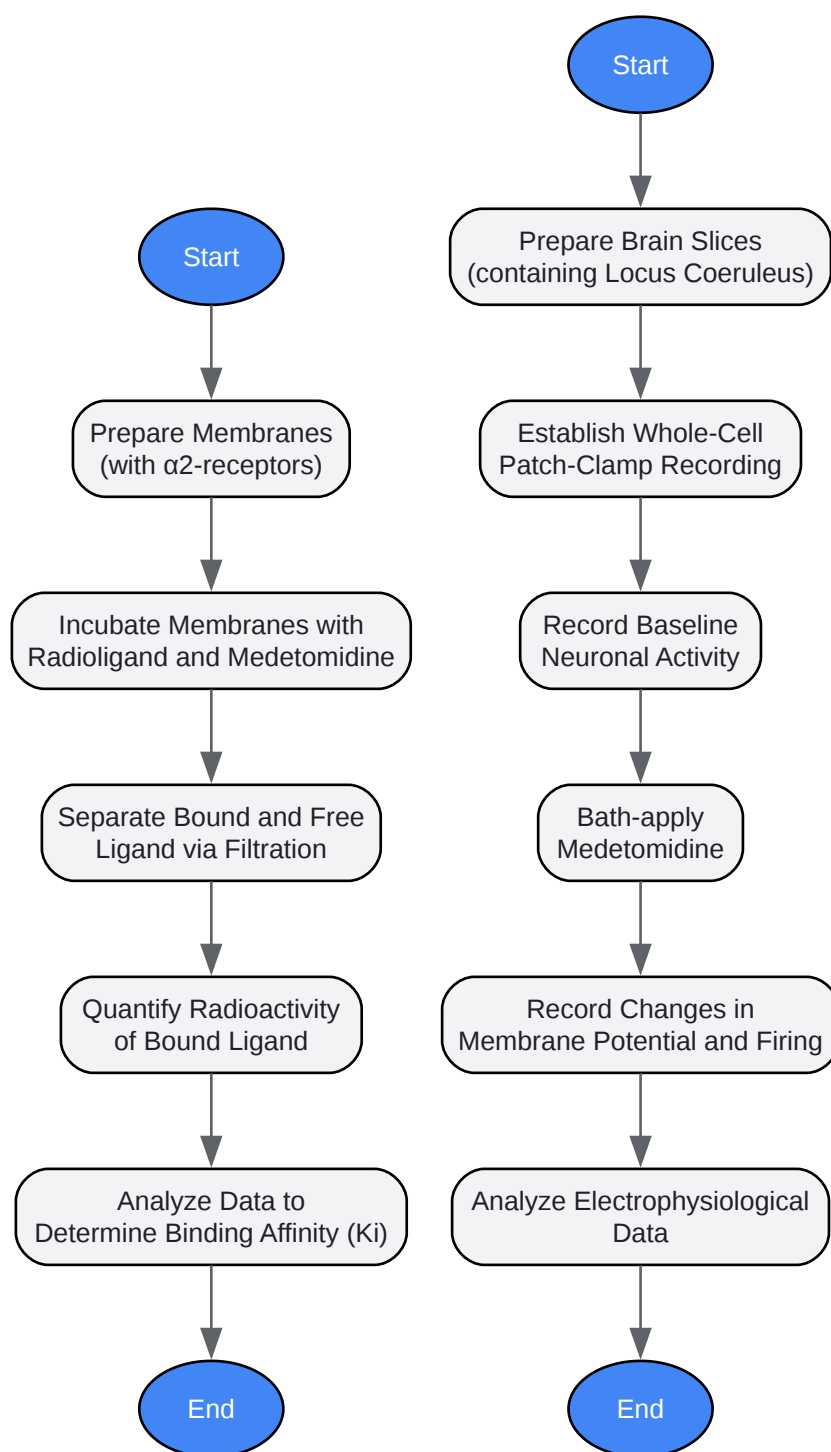 Start
Prepare Membranes
(with α2-receptors)
Incubate Membranes with
Radioligand and Medetomidine
Separate Bound and Free
Ligand via Filtration
Quantify Radioactivity
of Bound Ligand
Analyze Data to
Determine Binding Affinity (Ki)
End
Start
Prepare Brain Slices
(containing Locus Coeruleus)
Establish Whole-Cell
Patch-Clamp Recording
Record Baseline
Neuronal Activity
Bath-apply
Medetomidine
Record Changes in
Membrane Potential and Firing
Analyze Electrophysiological
Data
End